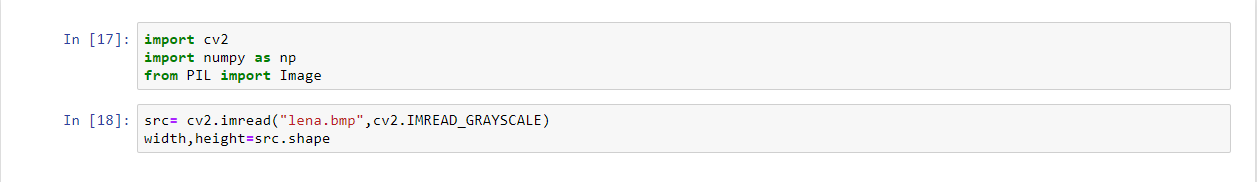 In [17]: import cv2
import numpy as np
from PIL import Image
In [18]: src= cv2.imread("lena.bmp",cv2.IMREAD_GRAYSCALE)
width,height=src.shape